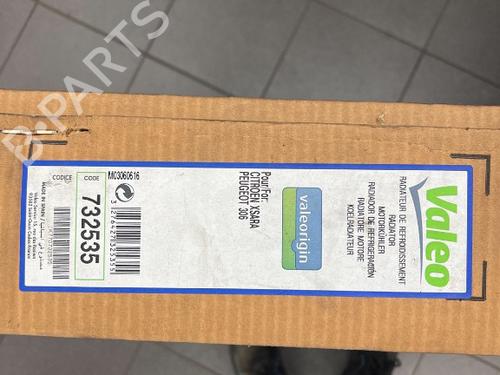 B-PARTS
Valeo
RADIATEUR DE REFROIDISSEMENT
RADIATOR
MOTORKÜHLER
RADIADOR DE REFRIGERACIÓN
RADIATORE MOTORE
KOELRADIATEUR
valeorigin
Pour/For:
CITROEN XSARA
PEUGEOT 306
M03060616
CODICE
CODE
732535
MADE IN SPAIN